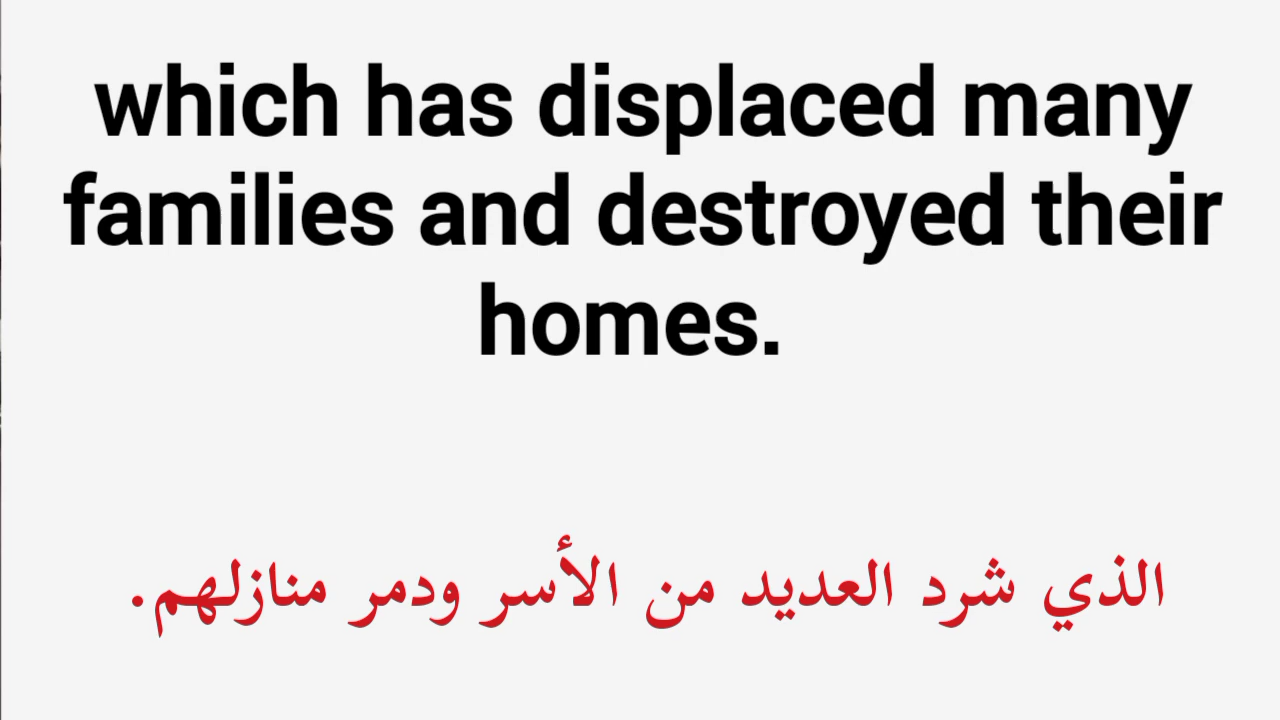 which has displaced many
families and destroyed their
homes.
الذي شرد العديد من الأسر ودمر منازلهم.